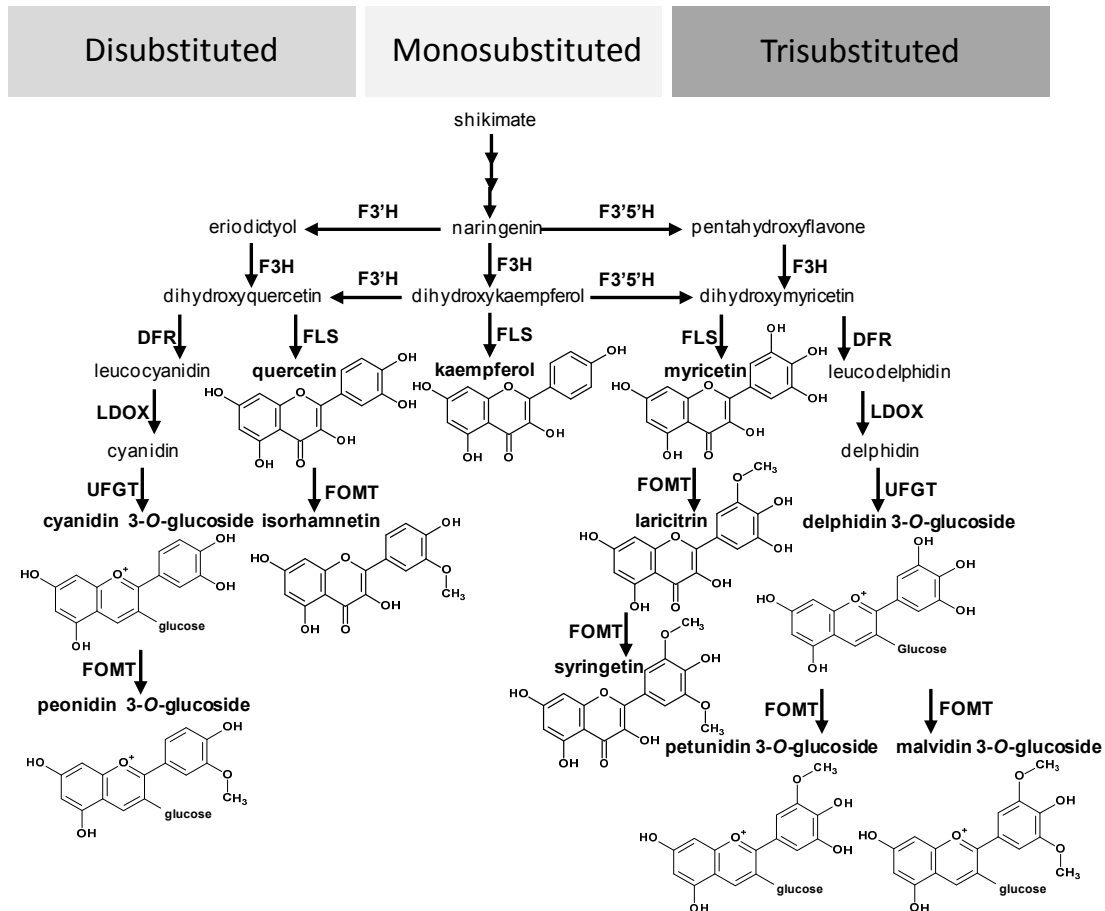 Disubstituted
Monosubstituted
Trisubstituted
shikimate
F3'H
F3'5'H
eriodictyol
naringenin
pentahydroxyflavone
F3H
F3H
F3H
F3'H
F3'5'H
dihydroxyquercetin
dihydroxykaempferol
dihydroxymyricetin
DFR
FLS
FLS
FLS
DFR
leucocyanidin
quercetin
kaempferol
myricetin
leucodelphidin
OH
OH
HO
O
OH
OH
O
OH
HO
O
OH
OH
O
OH
OH
OH
HO
O
OH
OH
O
LDOX
LDOX
cyanidin
delphidin
UFGT
FOMT
FOMT
UFGT
cyanidin 3-O-glucoside
isorhamnetin
laricitrin
delphidin 3-O-glucoside
OH
OH
HO
O+
glucose
OH
OH
O
CH3
HO
O
OH
OH
O
O
CH3
OH
OH
HO
O
OH
OH
O
OH
OH
OH
HO
O+
Glucose
OH
FOMT
FOMT
peonidin 3-O-glucoside
syringetin
OH
O
CH3
HO
O+
glucose
OH
O
CH3
OH
O
CH3
HO
O
OH
OH
O
FOMT
FOMT
petunidin 3-O-glucoside
malvidin 3-O-glucoside
O
CH3
OH
OH
HO
O+
glucose
OH
O
CH3
OH
O
CH3
HO
O+
glucose
OH